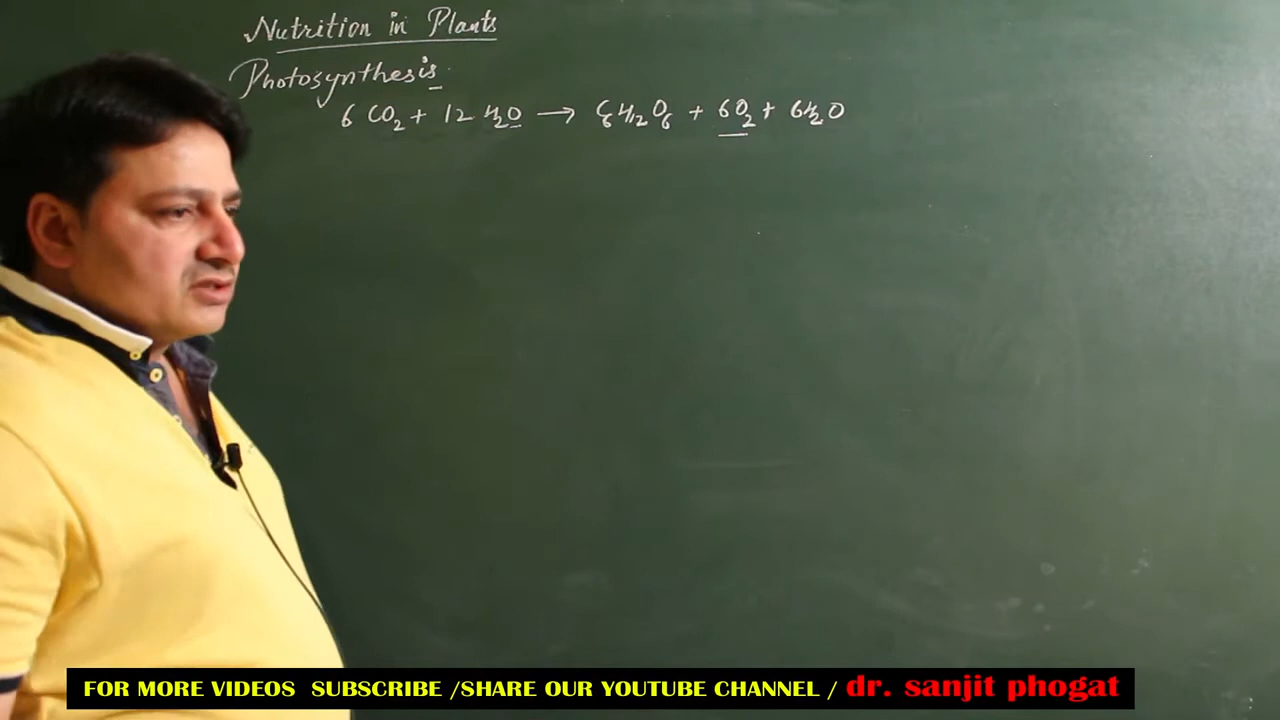 Nutrition in Plants
Photosynthesis
6 CO₂ + 12 H₂O → C₆H₁₂O₆ + 6O₂ + 6H₂O
FOR MORE VIDEOS SUBSCRIBE /SHARE OUR YOUTUBE CHANNEL / dr. sanjit phogat